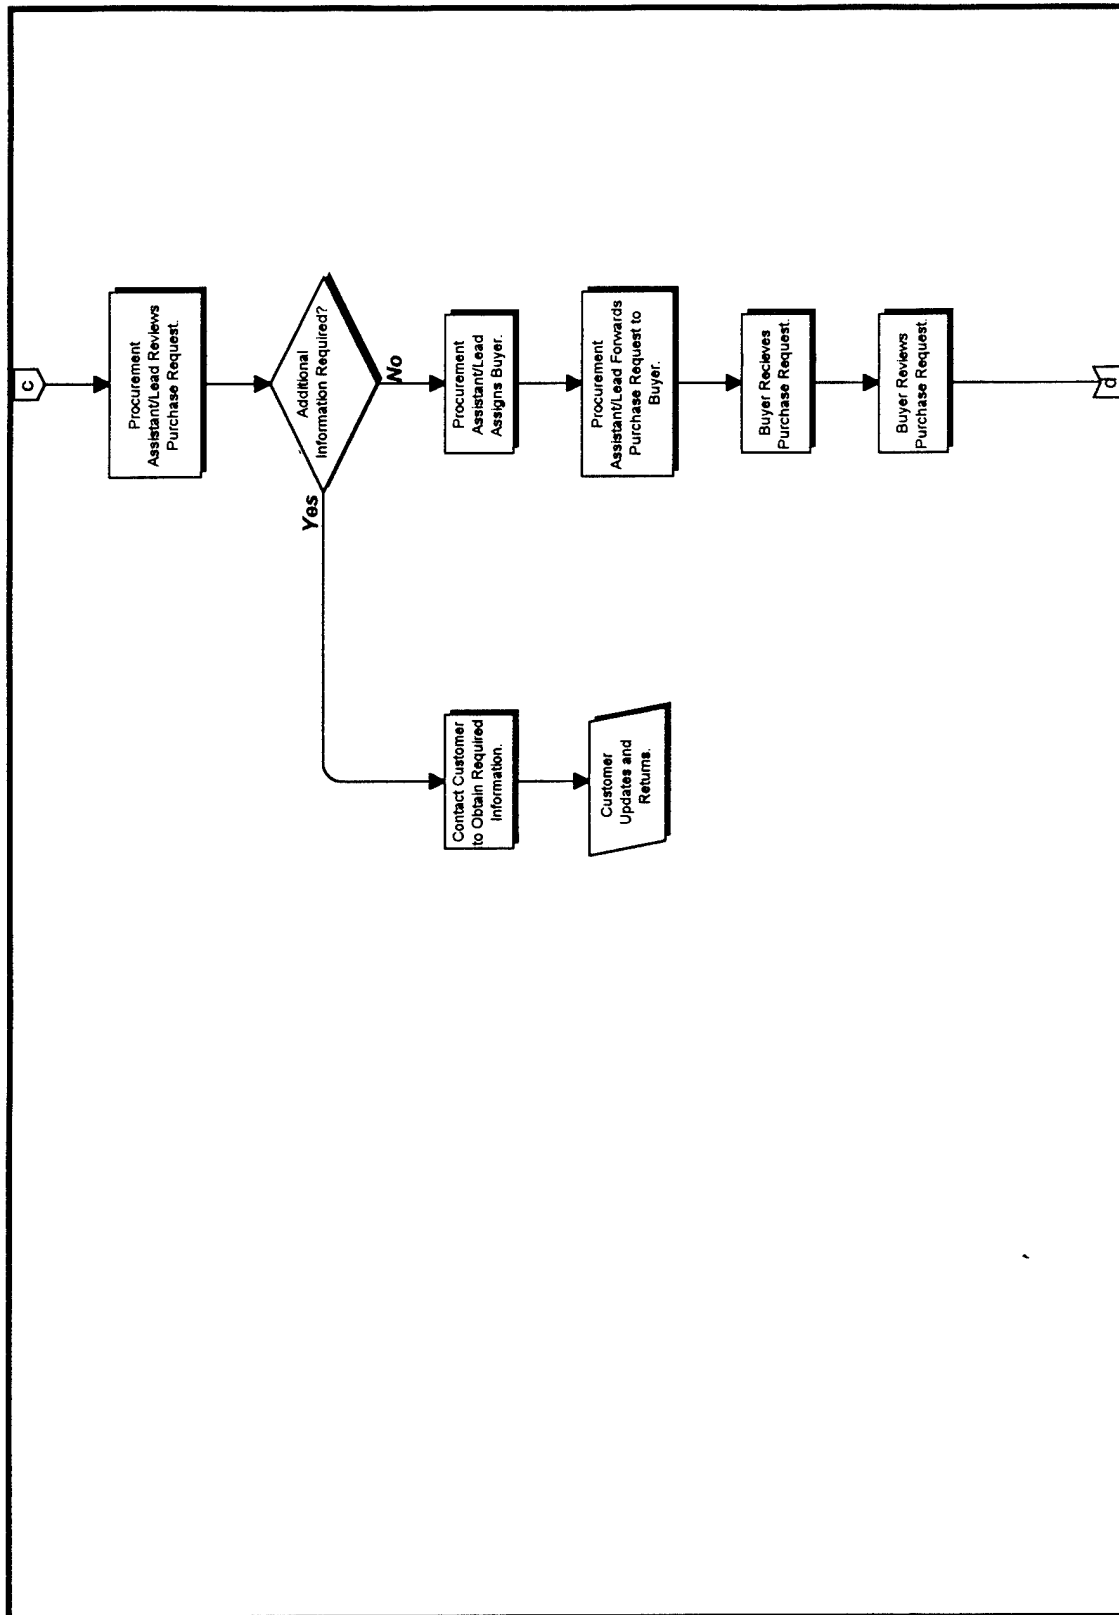 c
Procurement
Assistant/Lead Reviews
Purchase Request.
Additional
Information Required?
Yes
No
Contact Customer
to Obtain Required
Information.
Customer
Updates and
Returns.
Procurement
Assistant/Lead
Assigns Buyer.
Procurement
Assistant/Lead Forwards
Purchase Request to
Buyer.
Buyer Recieves
Purchase Request.
Buyer Reviews
Purchase Request.
d